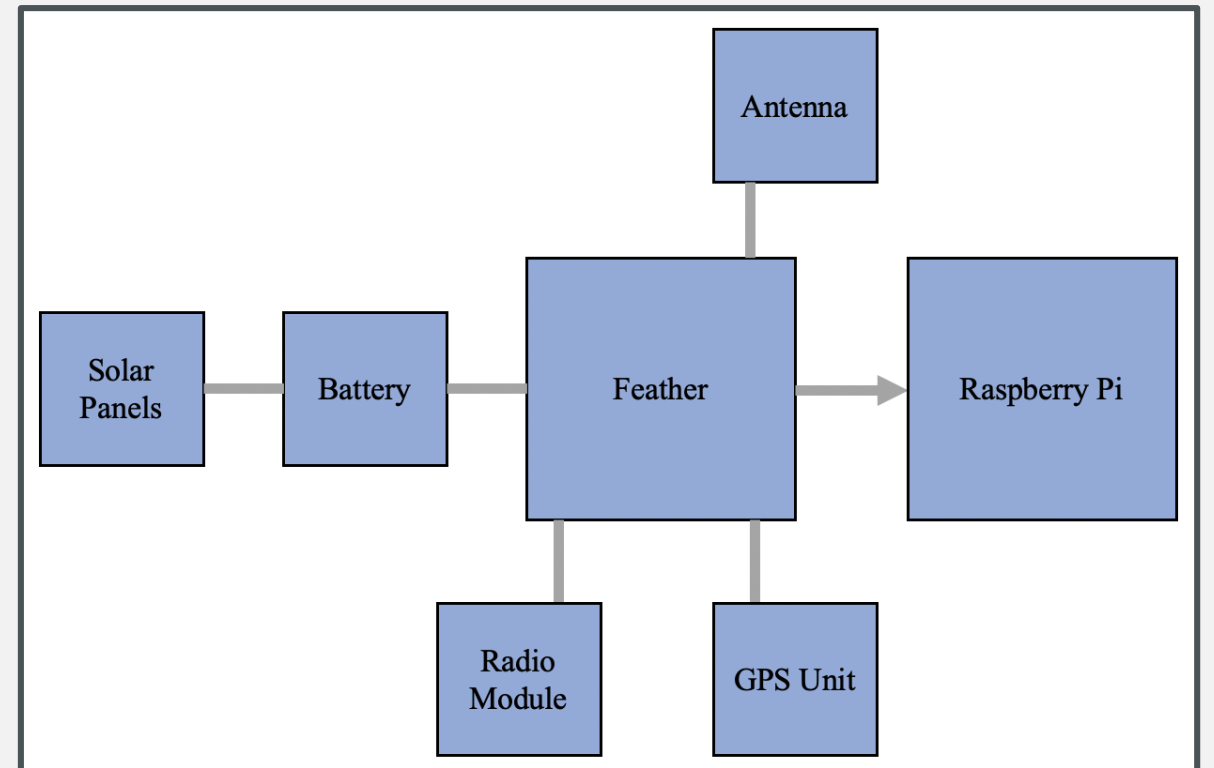 Antenna
Solar
Panels
Battery
Feather
Raspberry Pi
Radio
Module
GPS Unit